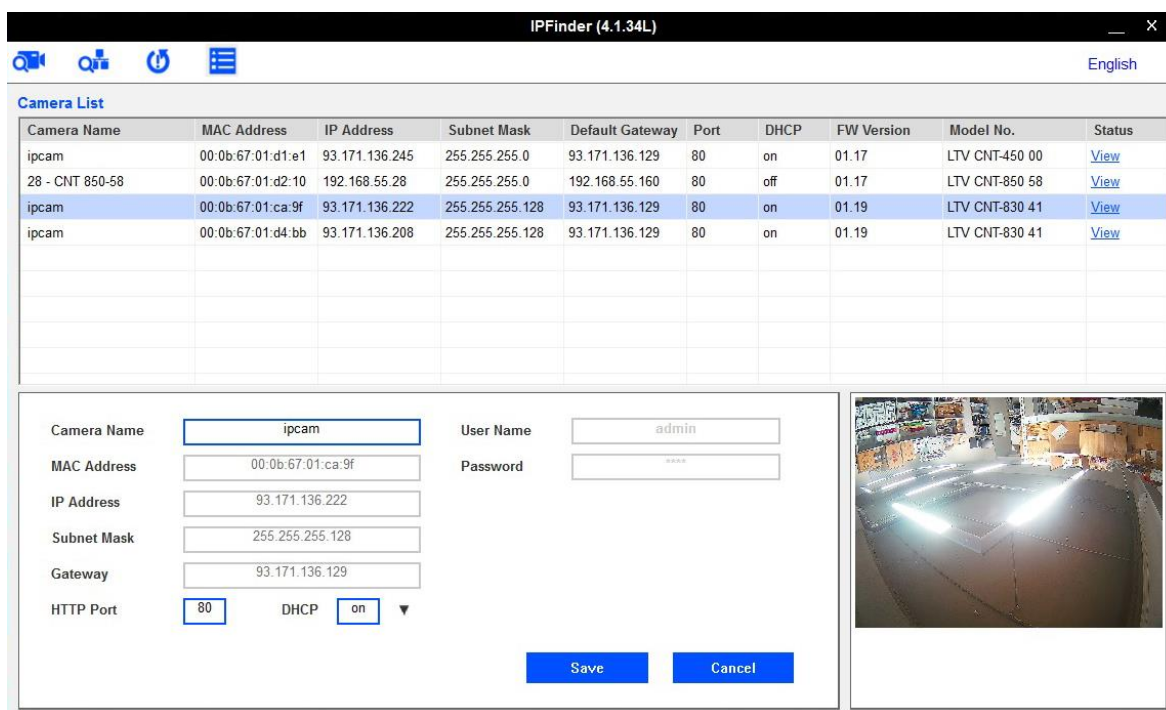 IPFinder (4.1.34L)
English
Camera List
Camera Name MAC Address IP Address Subnet Mask Default Gateway Port DHCP FW Version Model No. Status
ipcam 00:0b:67:01:d1:e1 93.171.136.245 255.255.255.0 93.171.136.129 80 on 01.17 LTV CNT-450 00 View
28 - CNT 850-58 00:0b:67:01:d2:10 192.168.55.28 255.255.255.0 192.168.55.160 80 off 01.17 LTV CNT-850 58 View
ipcam 00:0b:67:01:ca:9f 93.171.136.222 255.255.255.128 93.171.136.129 80 on 01.19 LTV CNT-830 41 View
ipcam 00:0b:67:01:d4:bb 93.171.136.208 255.255.255.128 93.171.136.129 80 on 01.19 LTV CNT-830 41 View
Camera Name ipcam User Name admin
MAC Address 00:0b:67:01:ca:9f Password ****
IP Address 93.171.136.222
Subnet Mask 255.255.255.128
Gateway 93.171.136.129
HTTP Port 80 DHCP on
Save Cancel